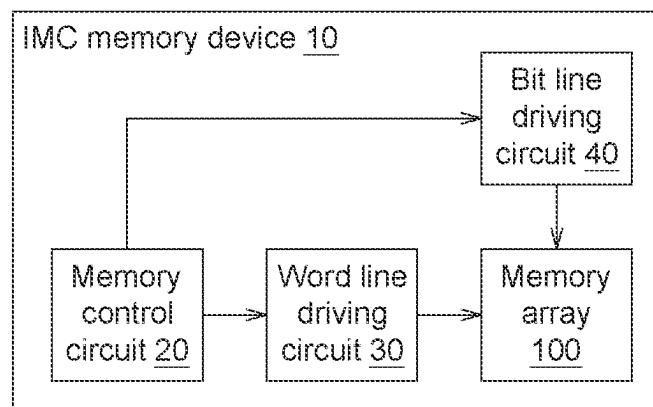 IMC memory device 10
Bit line
driving
circuit 40
Memory
control
circuit 20
Word line
driving
circuit 30
Memory
array
100